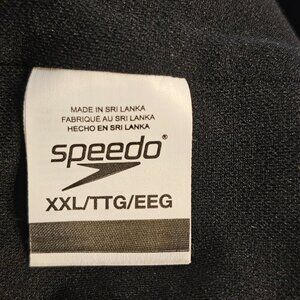 MADE IN SRI LANKA
FABRIQUÉ AU SRI LANKA
HECHO EN SRI LANKA
speedo®
XXL/TTG/EEG